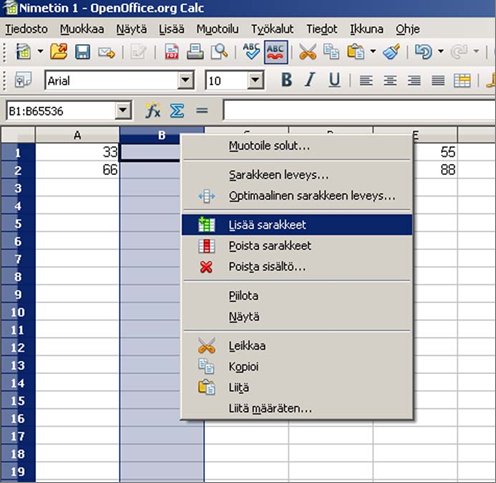 Nimetön 1 - OpenOffice.org Calc
Tiedosto Muokkaa Näytä Lisää Muotoilu Työkalut Tiedot Ikkuna Ohje
ABC ABC
Arial 10 B I U
B1:B65536
A B E
1 33 55
2 66 88
3
4
5
6
7
8
9
10
11
12
13
14
15
16
17
18
19
Muotoile solut...
Sarakkeen leveys...
Optimaalinen sarakkeen leveys...
Lisää sarakkeet
Poista sarakkeet
Poista sisältö...
Piilota
Näytä
Leikkaa
Kopioi
Liitä
Liitä määräten...